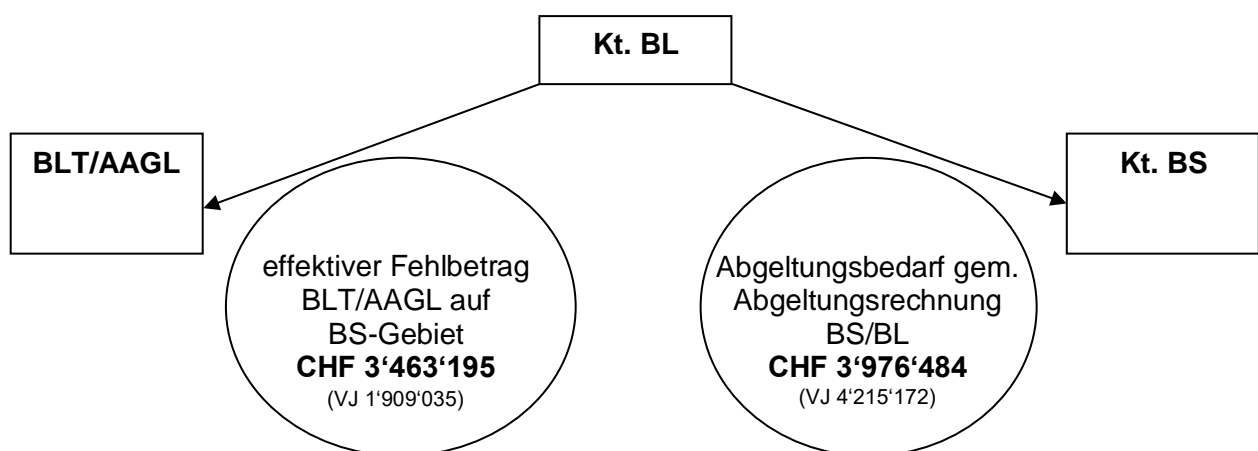 Kt. BL
BLT/AAGL
Kt. BS
effektiver Fehlbetrag
BLT/AAGL auf
BS-Gebiet
CHF 3‘463‘195
(VJ 1‘909‘035)
Abgeltungsbedarf gem.
Abgeltungsrechnung
BS/BL
CHF 3‘976‘484
(VJ 4‘215‘172)